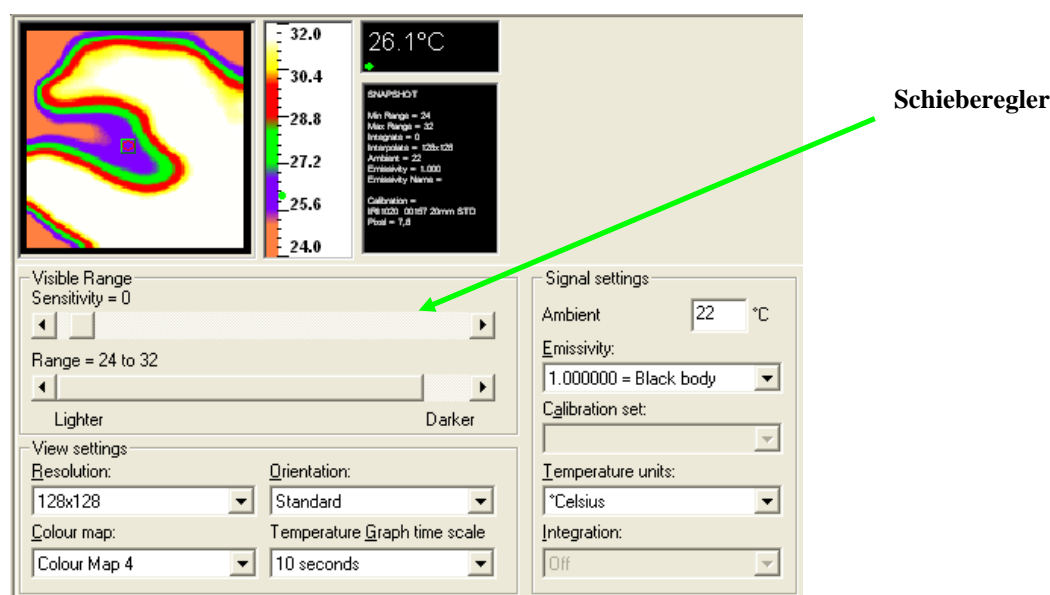 32.0
30.4
28.8
27.2
25.6
24.0
26.1°C
SNAPSHOT
Min Range = 24
Max Range = 32
Integrate = 0
Interpolate = 128x128
Ambient = 22
Emissivity = 1.000
Emissivity Name =
Calibration =
IRI1020 00157 20mm STD
Pixel = 7,8
Schieberegler
Visible Range
Sensitivity = 0
Range = 24 to 32
Lighter Darker
View settings
Resolution: Orientation:
128x128 Standard
Colour map: Temperature Graph time scale
Colour Map 4 10 seconds
Signal settings
Ambient 22 °C
Emissivity:
1.000000 = Black body
Calibration set:
Temperature units:
°Celsius
Integration:
Off